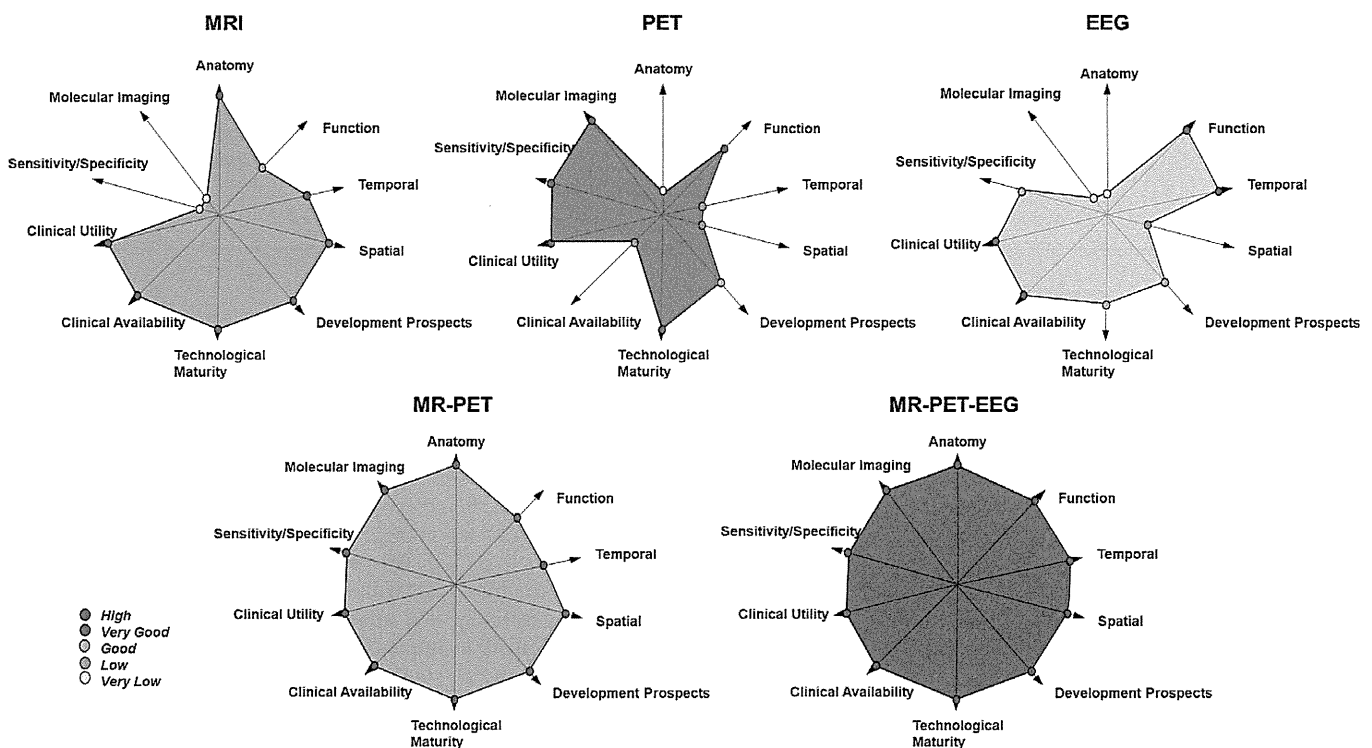 MRI
Anatomy
Molecular Imaging
Function
Sensitivity/Specificity
Temporal
Clinical Utility
Spatial
Clinical Availability
Development Prospects
Technological
Maturity
PET
Anatomy
Molecular Imaging
Function
Sensitivity/Specificity
Temporal
Spatial
Clinical Utility
Clinical Availability
Development Prospects
Technological
Maturity
EEG
Anatomy
Molecular Imaging
Function
Sensitivity/Specificity
Temporal
Clinical Utility
Spatial
Clinical Availability
Development Prospects
Technological
Maturity
MR-PET
Anatomy
Molecular Imaging
Function
Sensitivity/Specificity
Temporal
Clinical Utility
Spatial
Clinical Availability
Development Prospects
Technological
Maturity
MR-PET-EEG
Anatomy
Molecular Imaging
Function
Sensitivity/Specificity
Temporal
Clinical Utility
Spatial
Clinical Availability
Development Prospects
Technological
Maturity
High
Very Good
Good
Low
Very Low